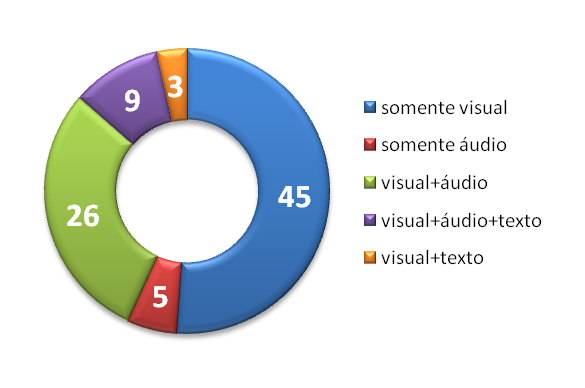 3
9
45
26
5
somente visual
somente áudio
visual+áudio
visual+áudio+texto
visual+texto